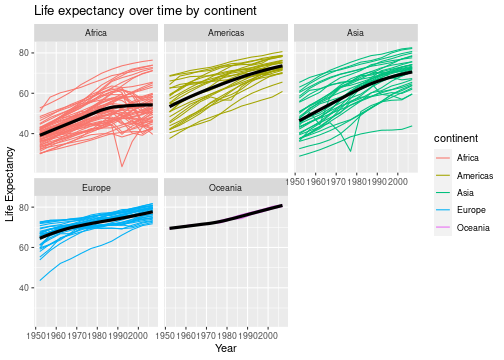 Life expectancy over time by continent
Africa
Americas
Asia
80
60
40
1950 1960 1970 1980 1990 2000
Europe
Oceania
80
60
40
1950 1960 1970 1980 1990 2000
1950 1960 1970 1980 1990 2000
Year
Life Expectancy
continent
Africa
Americas
Asia
Europe
Oceania